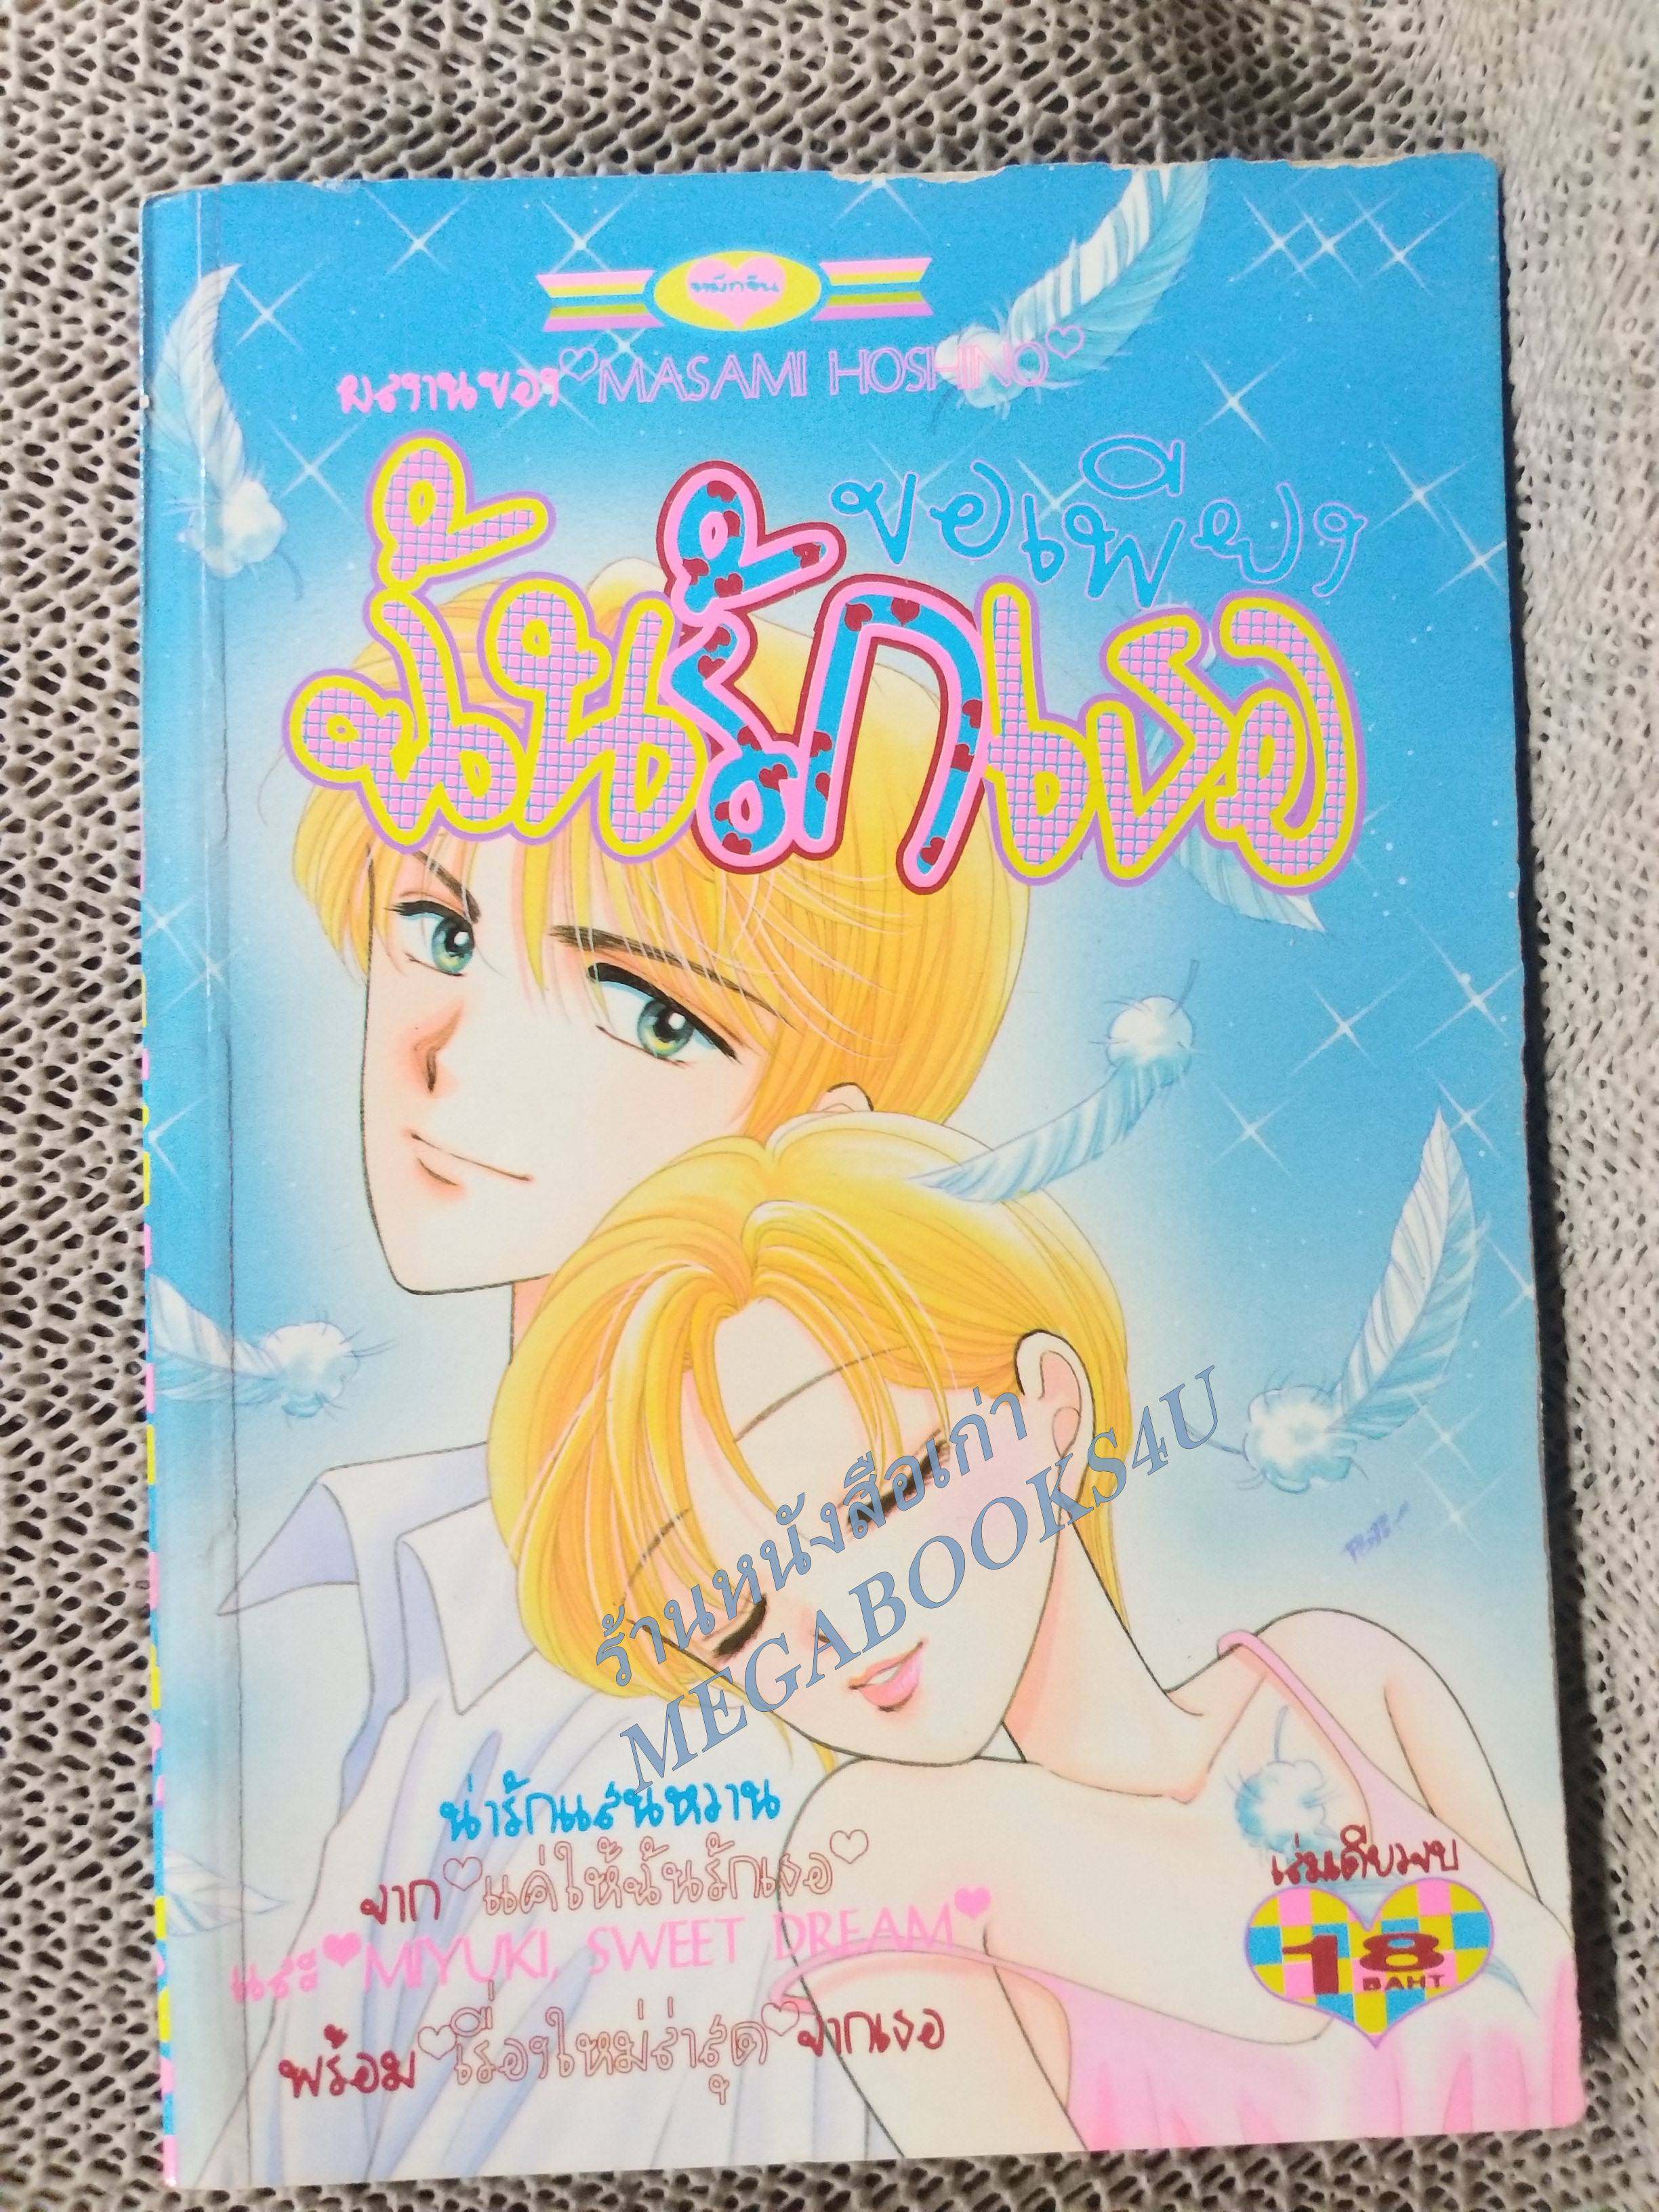 หมึกจีน
ผลงานของ MASAMI HOSHINO
ขอเพียง
ฉันรักเธอ
ร้านหนังสือเก่า
MEGABOOKS4U
น่ารักแสนหวาน
จาก แค่ให้ฉันรักเธอ
และ MIYUKI, SWEET DREAM
พร้อม เรื่องใหม่ล่าสุด จากเธอ
เล่มเดียวจบ
18
BAHT